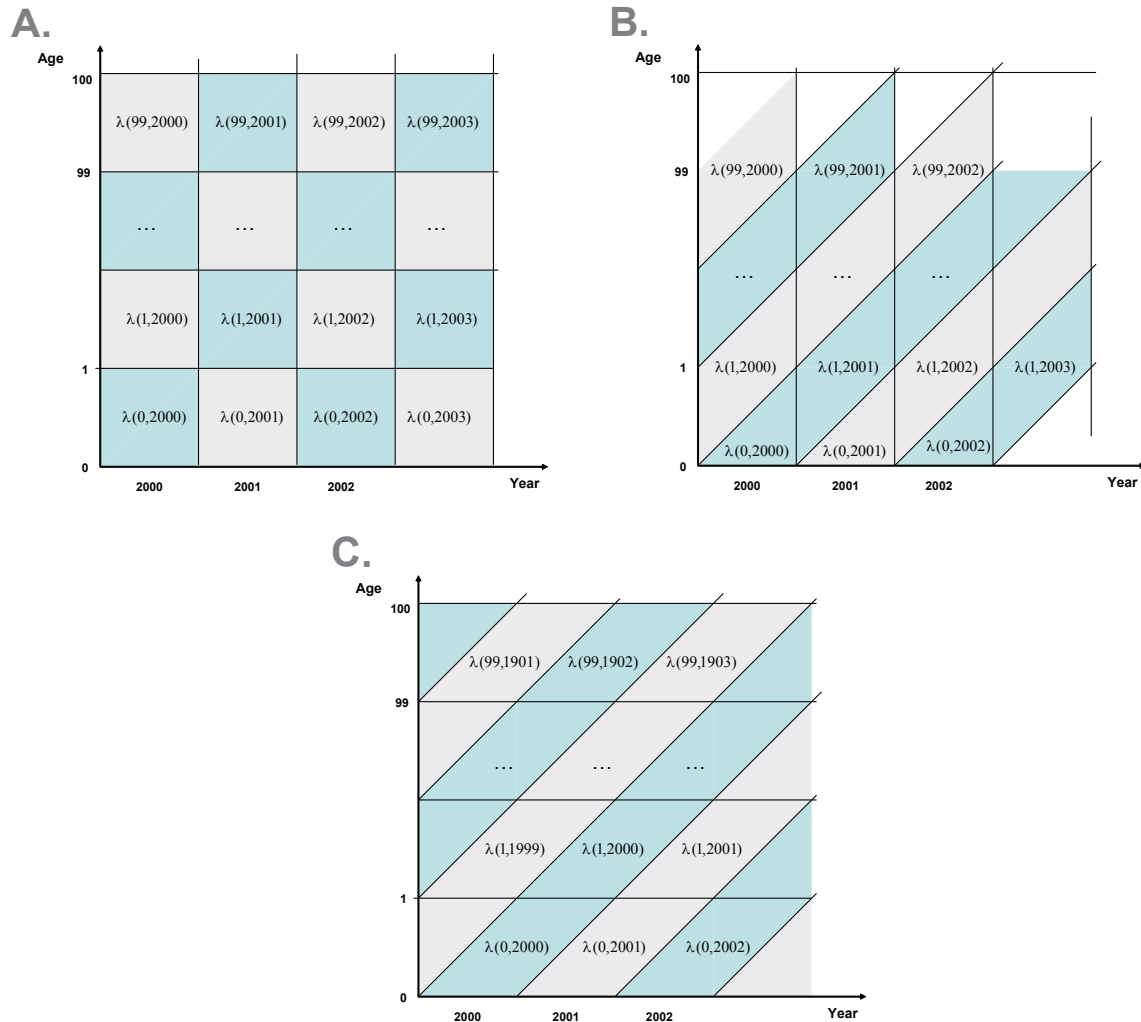 A.
Age
100
λ(99,2000) λ(99,2001) λ(99,2002) λ(99,2003)
99
... ... ... ...
λ(1,2000) λ(1,2001) λ(1,2002) λ(1,2003)
1
λ(0,2000) λ(0,2001) λ(0,2002) λ(0,2003)
0
2000 2001 2002 Year
B.
Age
100
99 λ(99,2000) λ(99,2001) λ(99,2002)
... ... ...
1 λ(1,2000) λ(1,2001) λ(1,2002) λ(1,2003)
λ(0,2000) λ(0,2001) λ(0,2002)
0
2000 2001 2002 Year
C.
Age
100
λ(99,1901) λ(99,1902) λ(99,1903)
99
... ... ...
λ(1,1999) λ(1,2000) λ(1,2001)
1
λ(0,2000) λ(0,2001) λ(0,2002)
0
2000 2001 2002 Year